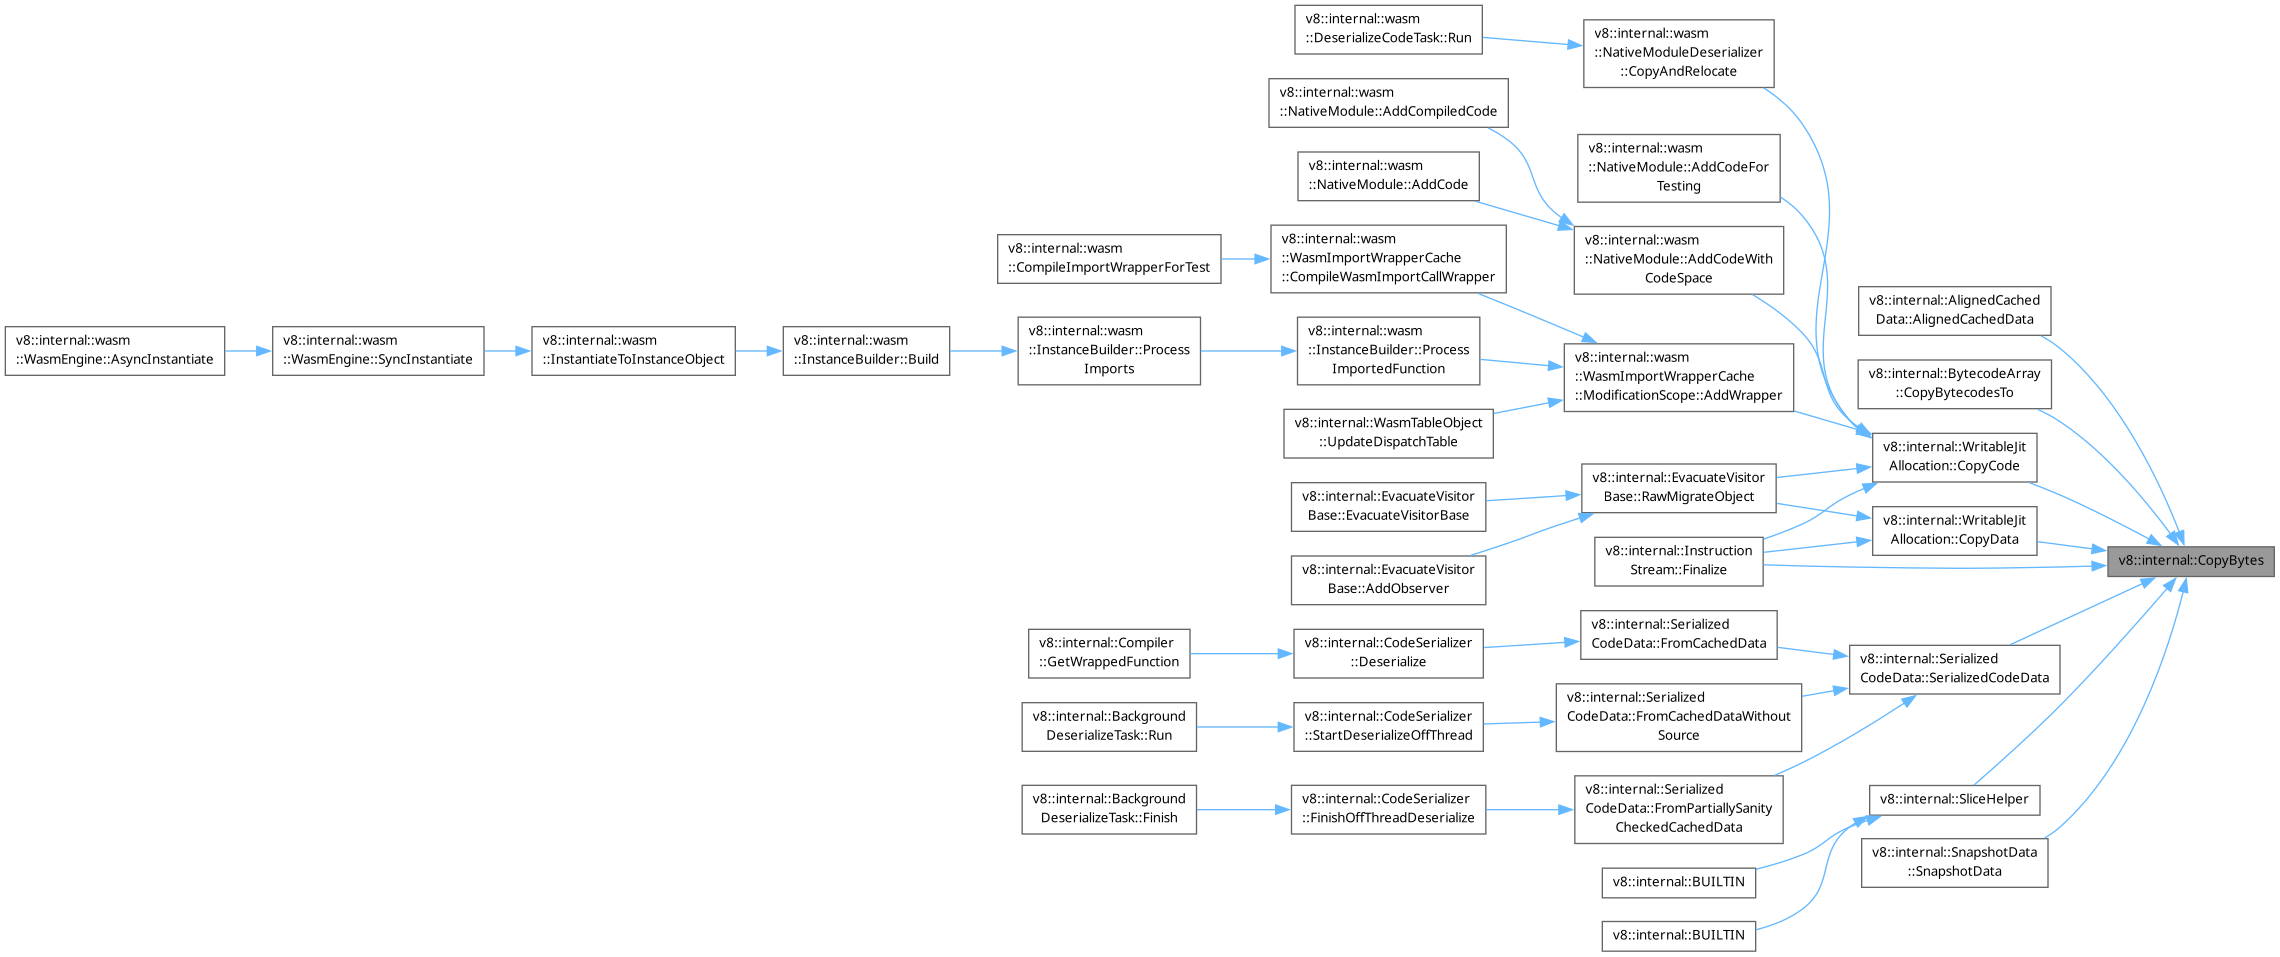 v8::internal::wasm
::DeserializeCodeTask::Run
v8::internal::wasm
::NativeModuleDeserializer
::CopyAndRelocate
v8::internal::wasm
::NativeModule::AddCompiledCode
v8::internal::wasm
::NativeModule::AddCodeFor
Testing
v8::internal::wasm
::NativeModule::AddCode
v8::internal::wasm
::CompileImportWrapperForTest
v8::internal::wasm
::WasmImportWrapperCache
::CompileWasmImportCallWrapper
v8::internal::wasm
::NativeModule::AddCodeWith
CodeSpace
v8::internal::AlignedCached
Data::AlignedCachedData
v8::internal::wasm
::WasmEngine::AsyncInstantiate
v8::internal::wasm
::WasmEngine::SyncInstantiate
v8::internal::wasm
::InstantiateToInstanceObject
v8::internal::wasm
::InstanceBuilder::Build
v8::internal::wasm
::InstanceBuilder::Process
Imports
v8::internal::wasm
::InstanceBuilder::Process
ImportedFunction
v8::internal::wasm
::WasmImportWrapperCache
::ModificationScope::AddWrapper
v8::internal::BytecodeArray
::CopyBytecodesTo
v8::internal::WasmTableObject
::UpdateDispatchTable
v8::internal::WritableJit
Allocation::CopyCode
v8::internal::EvacuateVisitor
Base::EvacuateVisitorBase
v8::internal::EvacuateVisitor
Base::RawMigrateObject
v8::internal::WritableJit
Allocation::CopyData
v8::internal::EvacuateVisitor
Base::AddObserver
v8::internal::Instruction
Stream::Finalize
v8::internal::CopyBytes
v8::internal::Compiler
::GetWrappedFunction
v8::internal::CodeSerializer
::Deserialize
v8::internal::Serialized
CodeData::FromCachedData
v8::internal::Serialized
CodeData::SerializedCodeData
v8::internal::Background
DeserializeTask::Run
v8::internal::CodeSerializer
::StartDeserializeOffThread
v8::internal::Serialized
CodeData::FromCachedDataWithout
Source
v8::internal::Background
DeserializeTask::Finish
v8::internal::CodeSerializer
::FinishOffThreadDeserialize
v8::internal::Serialized
CodeData::FromPartiallySanity
CheckedCachedData
v8::internal::SliceHelper
v8::internal::SnapshotData
::SnapshotData
v8::internal::BUILTIN
v8::internal::BUILTIN